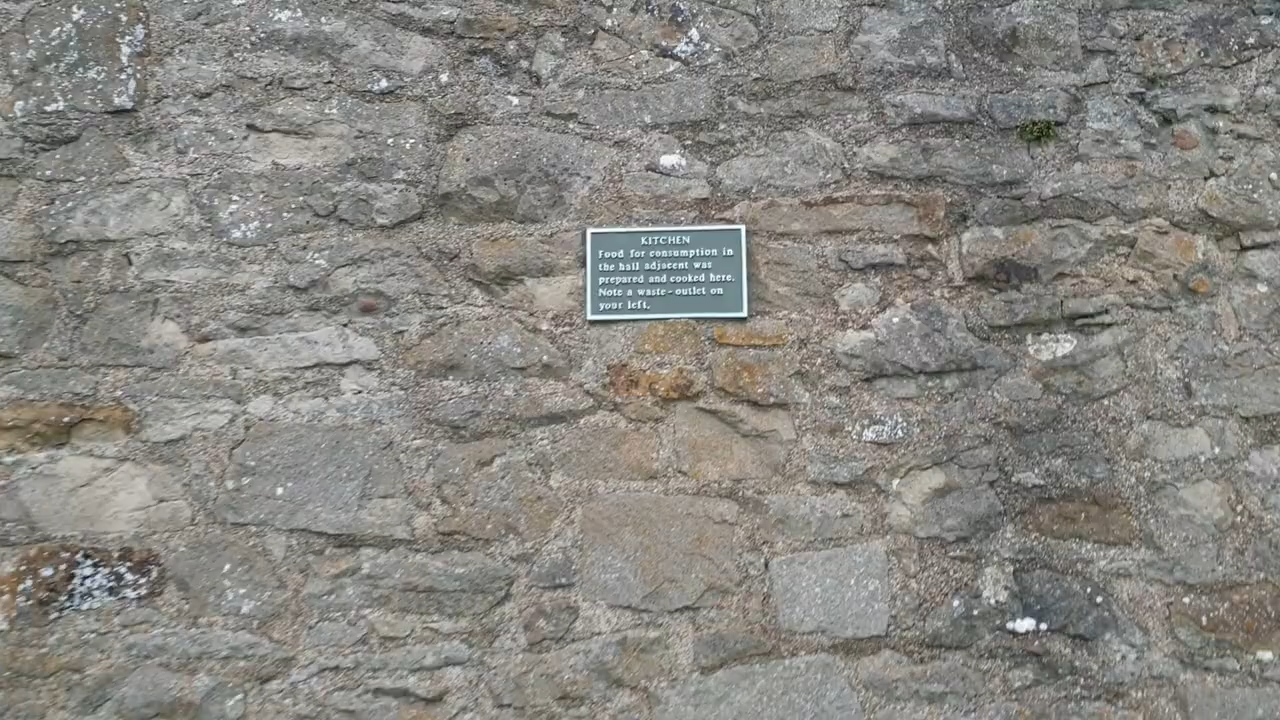 KITCHEN
Food for consumption in
the hall adjacent was
prepared and cooked here.
Note a waste-outlet on
your left.